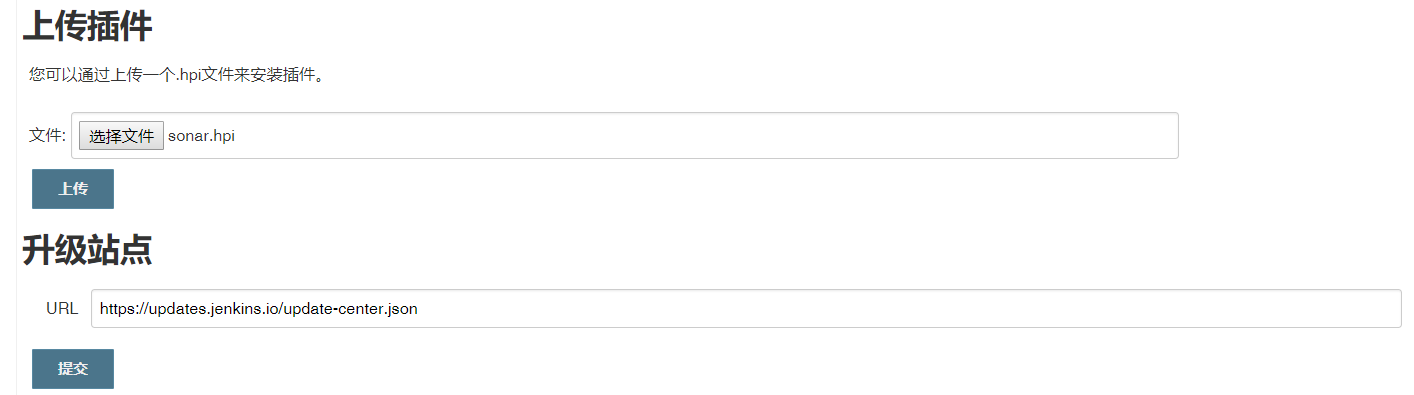 上传插件
您可以通过上传一个.hpi文件来安装插件。
文件: 选择文件 sonar.hpi
上传
升级站点
URL https://updates.jenkins.io/update-center.json
提交